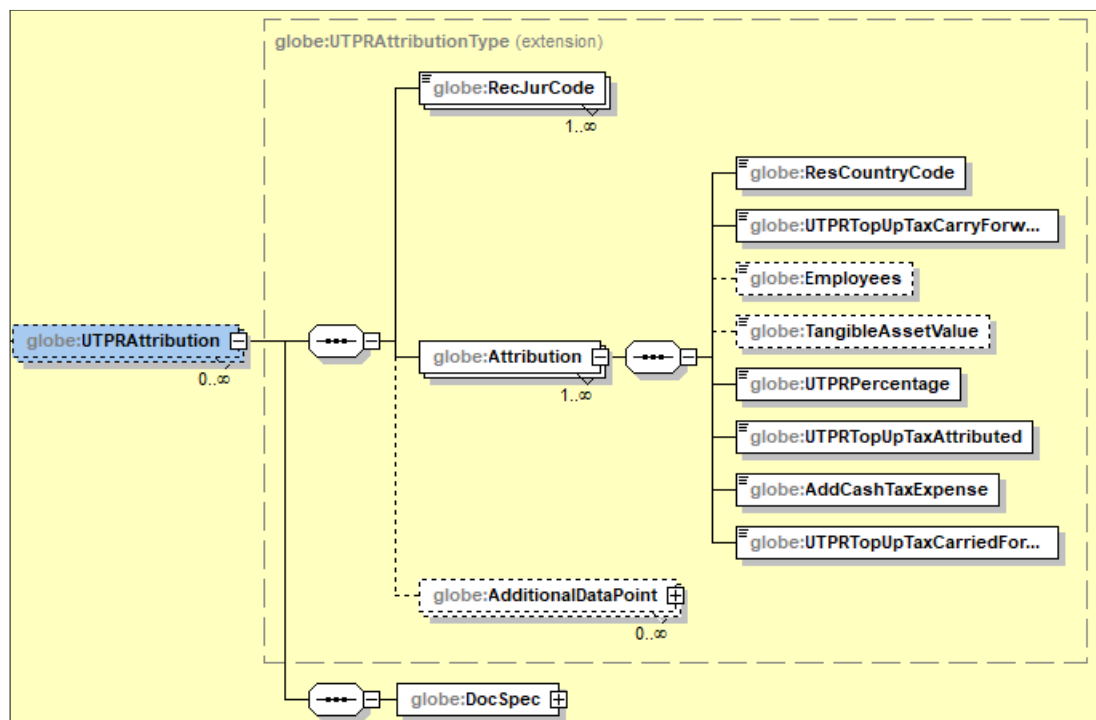 globe:UTPRAttributionType (extension)
globe:RecJurCode
1..∞
globe:ResCountryCode
globe:UTPRTopUpTaxCarryForw...
globe:Employees
globe:TangibleAssetValue
globe:UTPRAttribution
0..∞
globe:Attribution
1..∞
globe:UTPRPercentage
globe:UTPRTopUpTaxAttributed
globe:AddCashTaxExpense
globe:UTPRTopUpTaxCarriedFor...
globe:AdditionalDataPoint
0..∞
globe:DocSpec